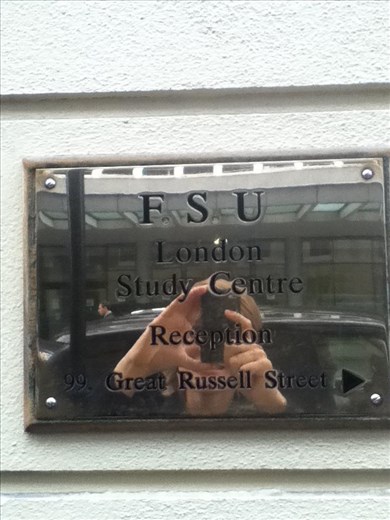 F.S.U
London
Study Centre
Reception
99, Great Russell Street